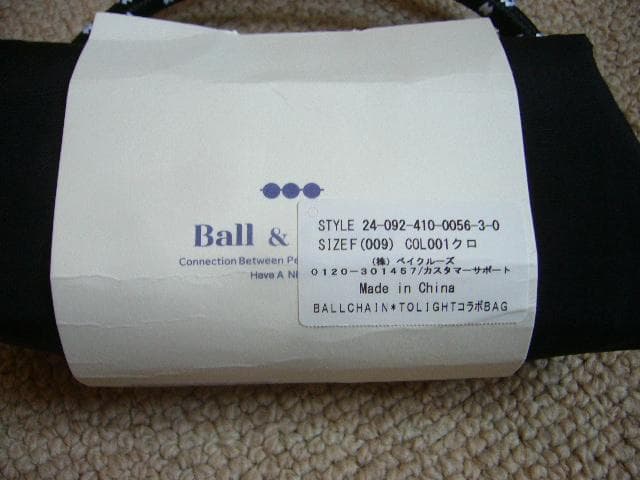 Ball &
Connection Between Pe
Have A N
STYLE 24-092-410-0056-3-0
SIZEF(009) COL001クロ
(株) ベイクルーズ
0120-301457/カスタマーサポート
Made in China
BALLCHAIN*TOLIGHTコラボBAG